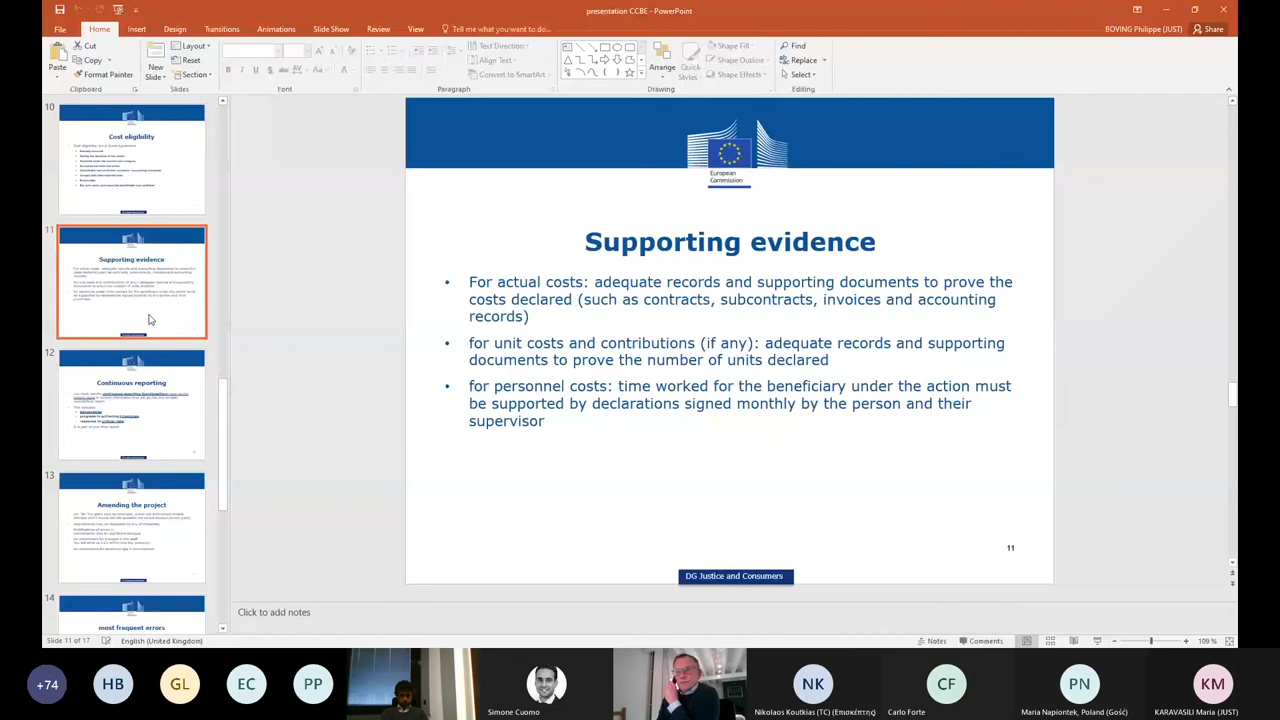 presentation CCBE - PowerPoint
BOVING Philippe (JUST)
Share
File
Home
Insert
Design
Transitions
Animations
Slide Show
Review
View
Tell me what you want to do...
Paste
Cut
Copy
Format Painter
Clipboard
New
Slide
Layout
Reset
Section
Slides
B I U S abc AV Aa A
Font
Text Direction
Align Text
Convert to SmartArt
Paragraph
Arrange
Quick
Styles
Shape Fill
Shape Outline
Shape Effects
Drawing
Find
Replace
Select
Editing
10
Cost eligibility
11
Supporting evidence
12
Continuous reporting
13
Amending the project
14
most frequent errors
European
Commission
Supporting evidence
• For actual costs: adequate records and supporting documents to prove the
costs declared (such as contracts, subcontracts, invoices and accounting
records)
• for unit costs and contributions (if any): adequate records and supporting
documents to prove the number of units declared
• for personnel costs: time worked for the beneficiary under the action must
be supported by declarations signed monthly by the person and their
supervisor
11
DG Justice and Consumers
Click to add notes
Slide 11 of 17
English (United Kingdom)
Notes
Comments
109 %
+74
HB
GL
EC
PP
Simone Cuomo
NK
Nikolaos Koutkias (TC) (Επισκέπτης)
CF
Carlo Forte
PN
Maria Napiontek, Poland (Gość)
KM
KARAVASILI Maria (JUST)